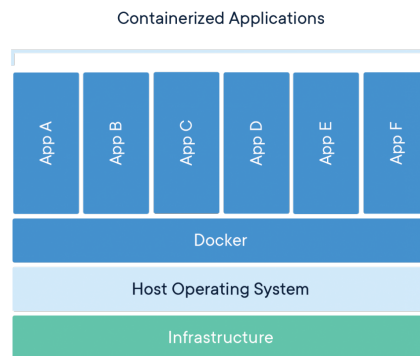 Containerized Applications
App A
App B
App C
App D
App E
App F
Docker
Host Operating System
Infrastructure